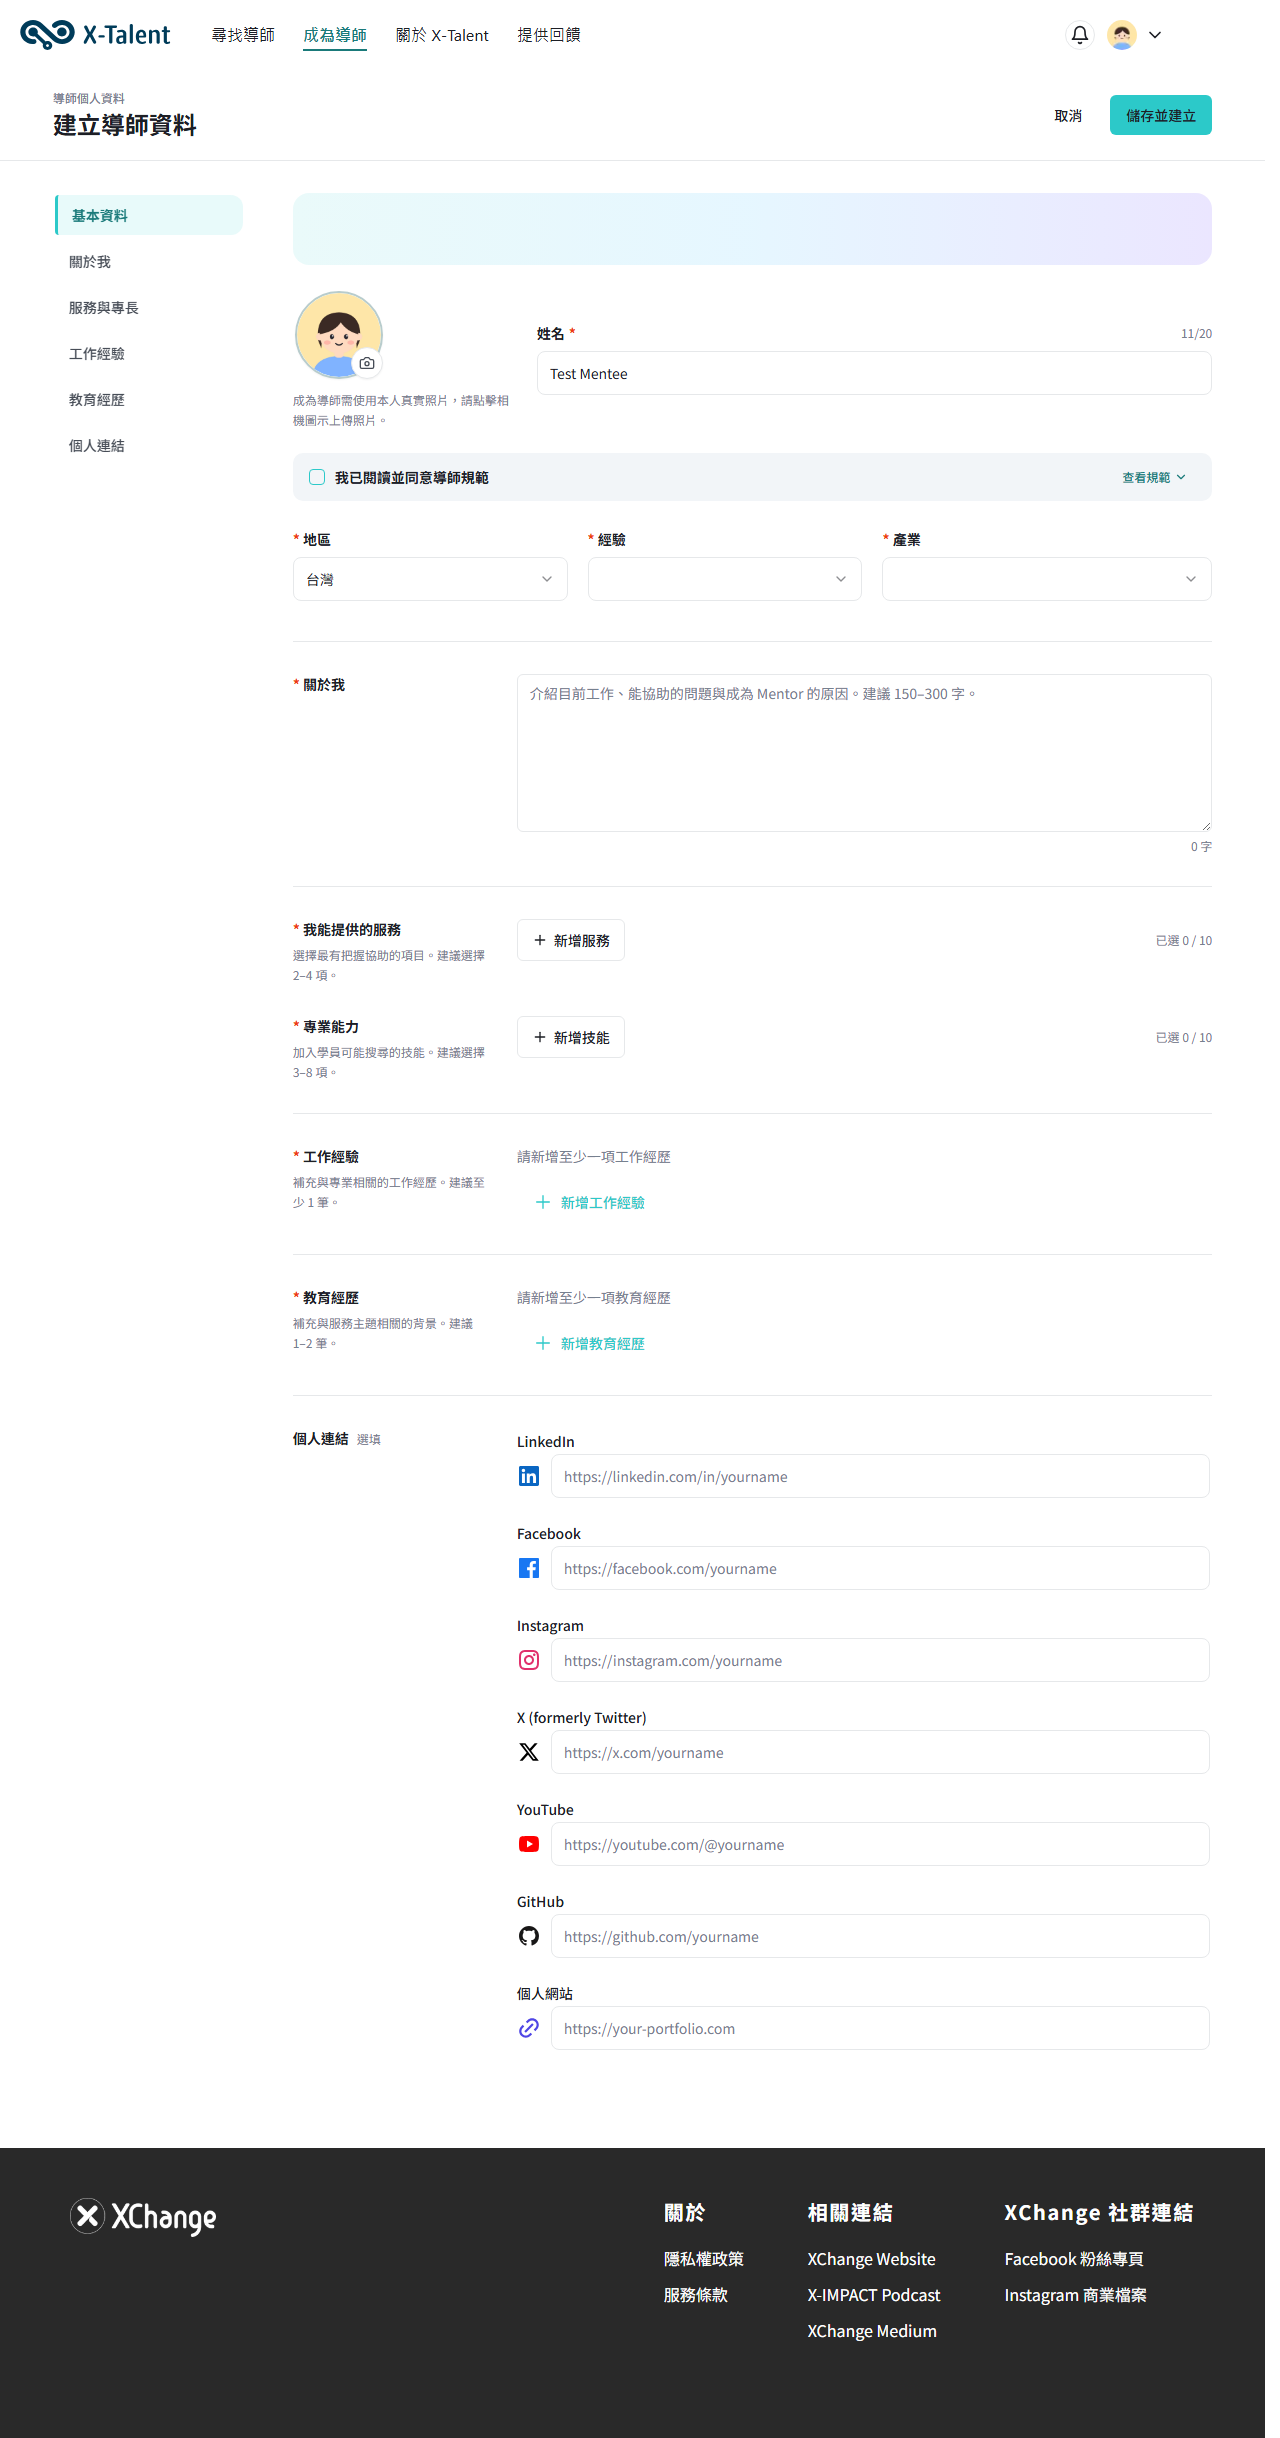 X-Talent
尋找導師
成為導師
關於 X-Talent
提供回饋
導師個人資料
建立導師資料
取消
儲存並建立
基本資料
關於我
服務與專長
工作經驗
教育經歷
個人連結
姓名 *
11/20
Test Mentee
成為導師需使用本人真實照片，請點擊相
機圖示上傳照片。
我已閱讀並同意導師規範
查看規範
* 地區
* 經驗
* 產業
台灣
* 關於我
介紹目前工作、能協助的問題與成為 Mentor 的原因。建議 150–300 字。
0 字
* 我能提供的服務
選擇最有把握協助的項目。建議選擇
2–4 項。
+ 新增服務
已選 0 / 10
* 專業能力
加入學員可能搜尋的技能。建議選擇
3–8 項。
+ 新增技能
已選 0 / 10
* 工作經驗
補充與專業相關的工作經歷。建議至
少 1 筆。
請新增至少一項工作經歷
+ 新增工作經驗
* 教育經歷
補充與服務主題相關的背景。建議
1–2 筆。
請新增至少一項教育經歷
+ 新增教育經歷
個人連結 選填
LinkedIn
https://linkedin.com/in/yourname
Facebook
https://facebook.com/yourname
Instagram
https://instagram.com/yourname
X (formerly Twitter)
https://x.com/yourname
YouTube
https://youtube.com/@yourname
GitHub
https://github.com/yourname
個人網站
https://your-portfolio.com
XChange
關於
隱私權政策
服務條款
相關連結
XChange Website
X-IMPACT Podcast
XChange Medium
XChange 社群連結
Facebook 粉絲專頁
Instagram 商業檔案